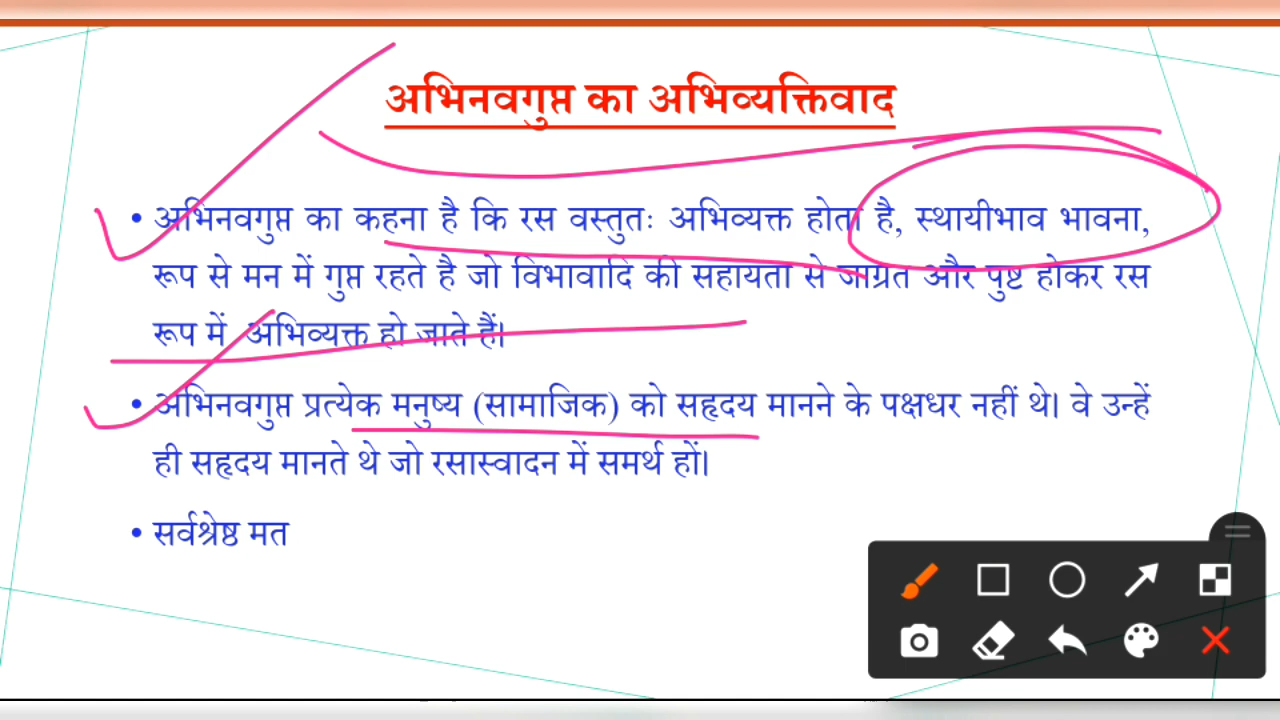 अभिनवगुप्त का अभिव्यक्तिवाद
• अभिनवगुप्त का कहना है कि रस वस्तुतः अभिव्यक्त होता है, स्थायीभाव भावना,
रूप से मन में गुप्त रहते है जो विभावादि की सहायता से जाग्रत और पुष्ट होकर रस
रूप में अभिव्यक्त हो जाते हैं।
• अभिनवगुप्त प्रत्येक मनुष्य (सामाजिक) को सहृदय मानने के पक्षधर नहीं थे। वे उन्हें
ही सहृदय मानते थे जो रसास्वादन में समर्थ हों।
• सर्वश्रेष्ठ मत